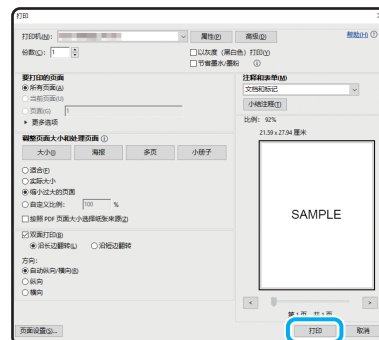 打印
打印机(N): 属性(P) 高级(D) 帮助(H)
份数(C): 1 以灰度（黑白色）打印(Y)
节省墨水/墨粉
要打印的页面
所有页面(A)
当前页面(U)
页面(G) 1
更多选项
注释和表单(M)
文档和标记
小结注释(T)
比例: 92%
21.59 x 27.94 厘米
调整页面大小和处理页面
大小(I) 海报 多页 小册子
适合(F)
实际大小
缩小过大的页面
自定义比例: 100 %
按照 PDF 页面大小选择纸张来源(Z)
双面打印(B)
沿长边翻转(L) 沿短边翻转
方向:
自动纵向/横向(R)
纵向
横向
SAMPLE
< >
第 1 页，共 1 页
页面设置(S)... 打印 取消